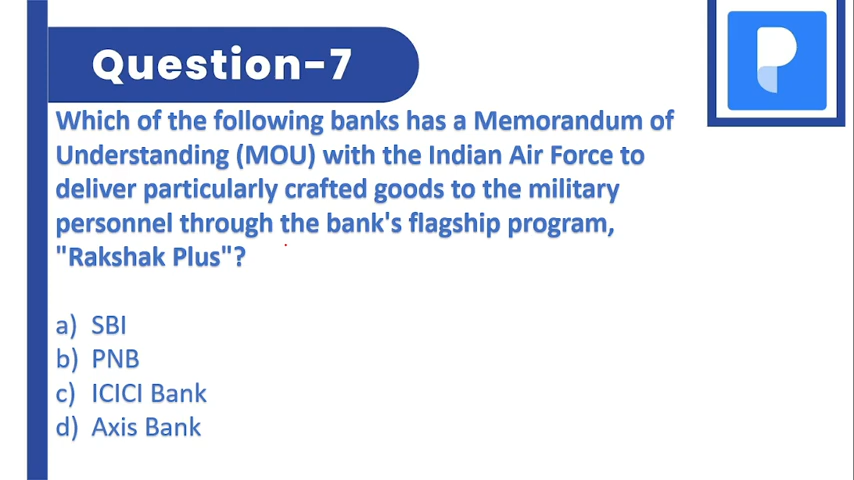 Question-7
Which of the following banks has a Memorandum of
Understanding (MOU) with the Indian Air Force to
deliver particularly crafted goods to the military
personnel through the bank's flagship program,
"Rakshak Plus"?
a) SBI
b) PNB
c) ICICI Bank
d) Axis Bank